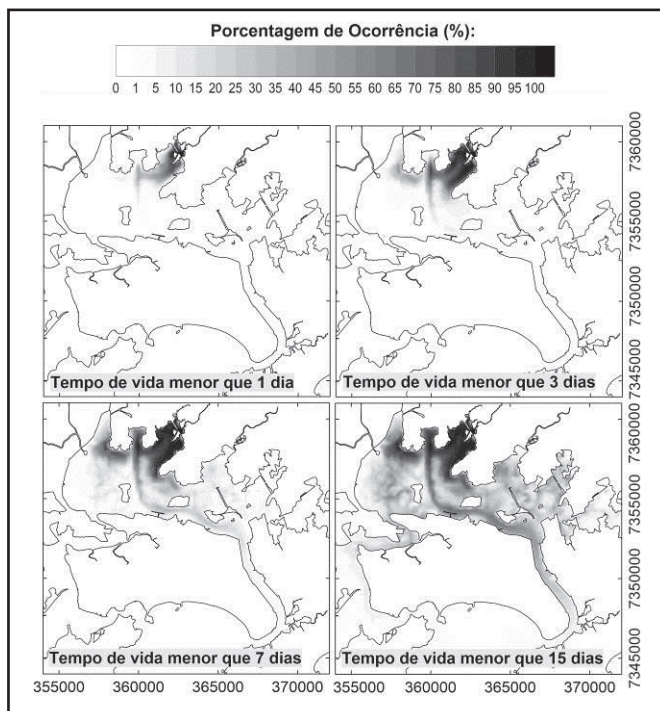 Porcentagem de Ocorrência (%):
0 1 5 10 15 20 25 30 35 40 45 50 55 60 65 70 75 80 85 90 95 100
7360000
7355000
7350000
7345000
Tempo de vida menor que 1 dia
Tempo de vida menor que 3 dias
7360000
7355000
7350000
7345000
Tempo de vida menor que 7 dias
Tempo de vida menor que 15 dias
355000 360000 365000 370000 355000 360000 365000 370000